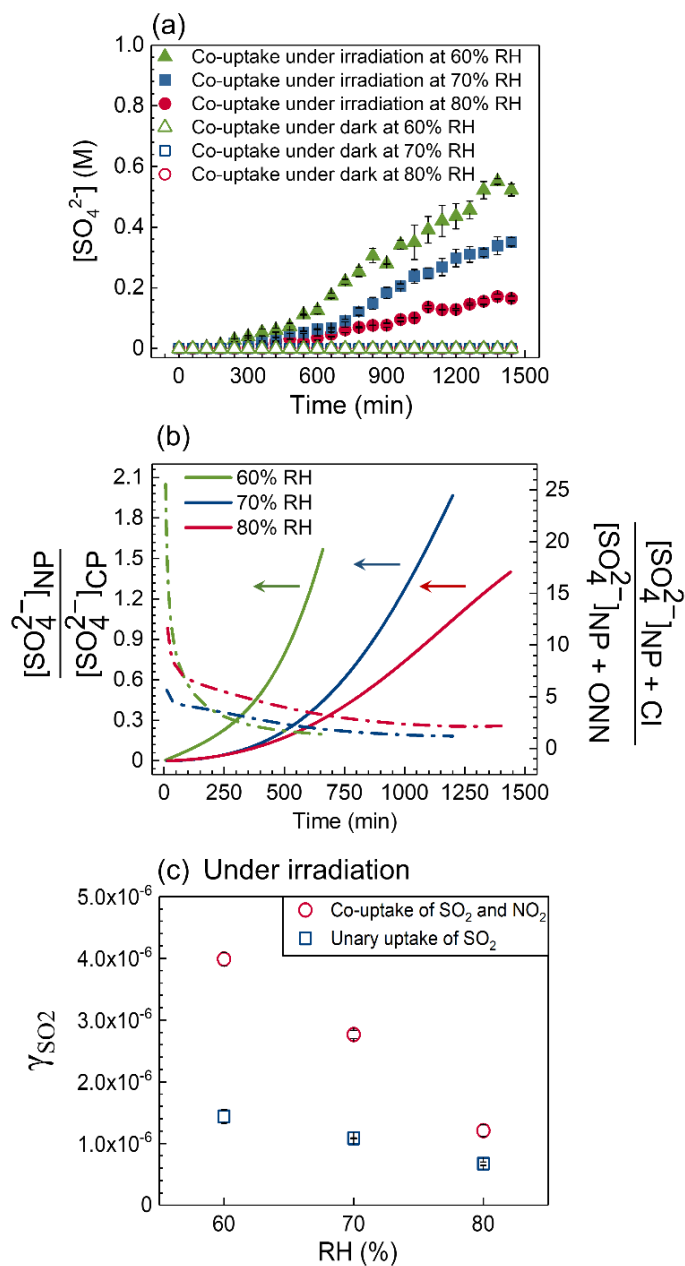 (a)
1.0
0.8
0.6
0.4
0.2
0
[SO₄²⁻] (M)
Co-uptake under irradiation at 60% RH
Co-uptake under irradiation at 70% RH
Co-uptake under irradiation at 80% RH
Co-uptake under dark at 60% RH
Co-uptake under dark at 70% RH
Co-uptake under dark at 80% RH
0 300 600 900 1200 1500
Time (min)
(b)
2.1
1.8
1.5
1.2
0.9
0.6
0.3
0
[SO₄²⁻]NP
[SO₄²⁻]CP
60% RH
70% RH
80% RH
25
20
15
10
5
0
[SO₄²⁻]NP + Cl
[SO₄²⁻]NP + ONN
0 250 500 750 1000 1250 1500
Time (min)
(c) Under irradiation
5.0x10⁻⁶
4.0x10⁻⁶
3.0x10⁻⁶
2.0x10⁻⁶
1.0x10⁻⁶
0
γSO2
Co-uptake of SO₂ and NO₂
Unary uptake of SO₂
60 70 80
RH (%)